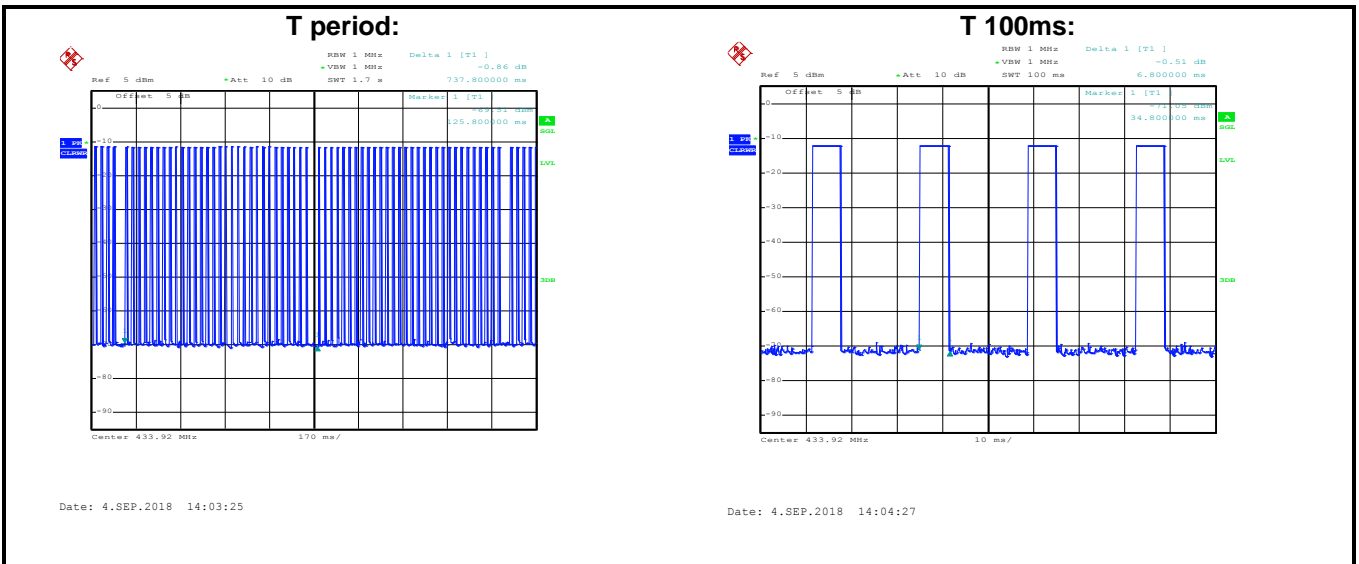 T period:
RBW 1 MHz Delta 1 [T1 ]
*VBW 1 MHz -0.86 dB
Ref 5 dBm *Att 10 dB SWT 1.7 s 737.800000 ms
Offset 5 dB Marker 1 [T1 ]
0
125.800000 ms
A
SGL
1 PK *
CLRWR
-10
LVL
-20
-30
-40
3DB
-80
-90
Center 433.92 MHz 170 ms/
Date: 4.SEP.2018 14:03:25
T 100ms:
RBW 1 MHz Delta 1 [T1 ]
*VBW 1 MHz -0.51 dB
Ref 5 dBm *Att 10 dB SWT 100 ms 6.800000 ms
Offset 5 dB Marker 1 [T1 ]
0
-71.05 dBm
34.800000 ms
A
SGL
1 PK *
CLRWR
-10
LVL
-20
-30
-40
-50
3DB
-60
-70
-80
-90
Center 433.92 MHz 10 ms/
Date: 4.SEP.2018 14:04:27